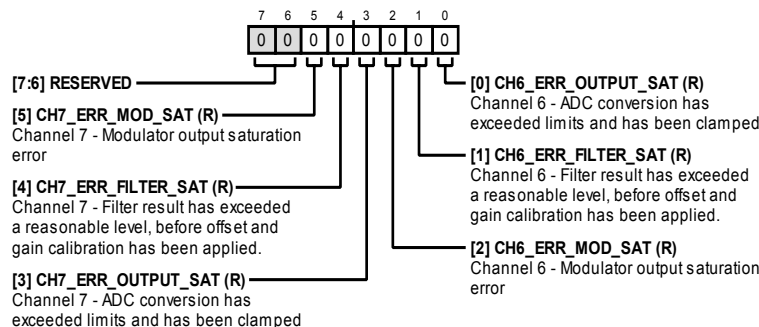 7 6 5 4 3 2 1 0
0 0 0 0 0 0 0 0
[7:6] RESERVED
[5] CH7_ERR_MOD_SAT (R)
Channel 7 - Modulator output saturation
error
[4] CH7_ERR_FILTER_SAT (R)
Channel 7 - Filter result has exceeded
a reasonable level, before offset and
gain calibration has been applied.
[3] CH7_ERR_OUTPUT_SAT (R)
Channel 7 - ADC conversion has
exceeded limits and has been clamped
[0] CH6_ERR_OUTPUT_SAT (R)
Channel 6 - ADC conversion has
exceeded limits and has been clamped
[1] CH6_ERR_FILTER_SAT (R)
Channel 6 - Filter result has exceeded
a reasonable level, before offset and
gain calibration has been applied.
[2] CH6_ERR_MOD_SAT (R)
Channel 6 - Modulator output saturation
error